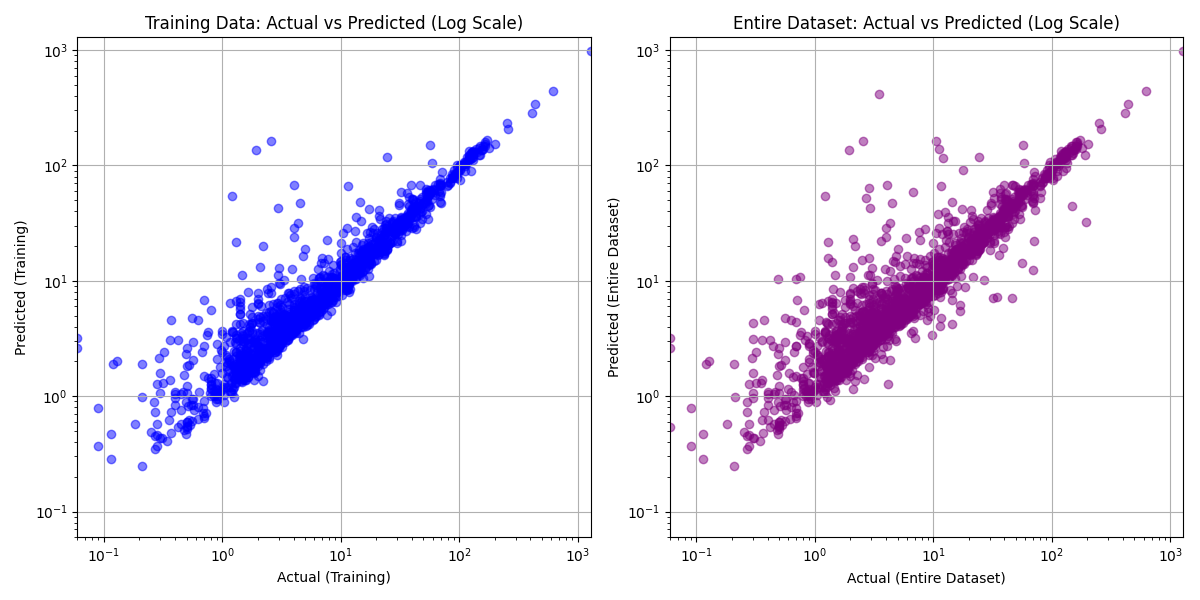 Training Data: Actual vs Predicted (Log Scale)
Predicted (Training)
10³
10²
10¹
10⁰
10⁻¹
10⁻¹ 10⁰ 10¹ 10² 10³
Actual (Training)
Entire Dataset: Actual vs Predicted (Log Scale)
Predicted (Entire Dataset)
10³
10²
10¹
10⁰
10⁻¹
10⁻¹ 10⁰ 10¹ 10² 10³
Actual (Entire Dataset)